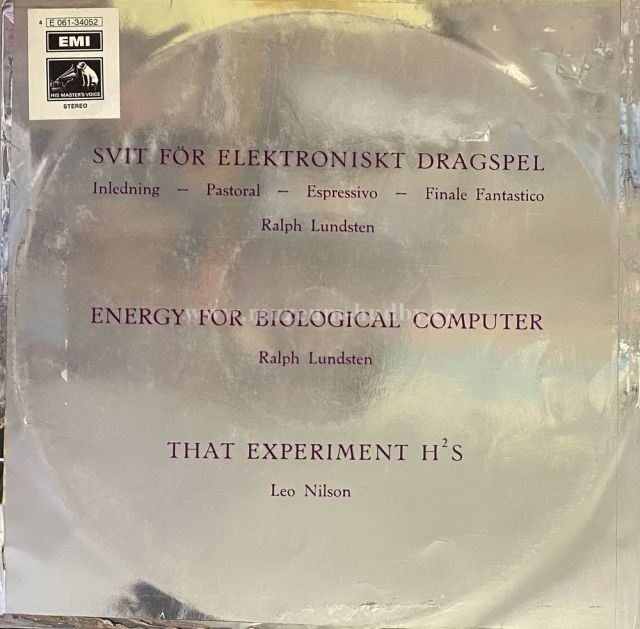 4 E 061-34052
EMI
HIS MASTER'S VOICE
STEREO
SVIT FÖR ELEKTRONISKT DRAGSPEL
Inledning — Pastoral — Espressivo — Finale Fantastico
Ralph Lundsten
ENERGY FOR BIOLOGICAL COMPUTER
Ralph Lundsten
THAT EXPERIMENT H²S
Leo Nilson